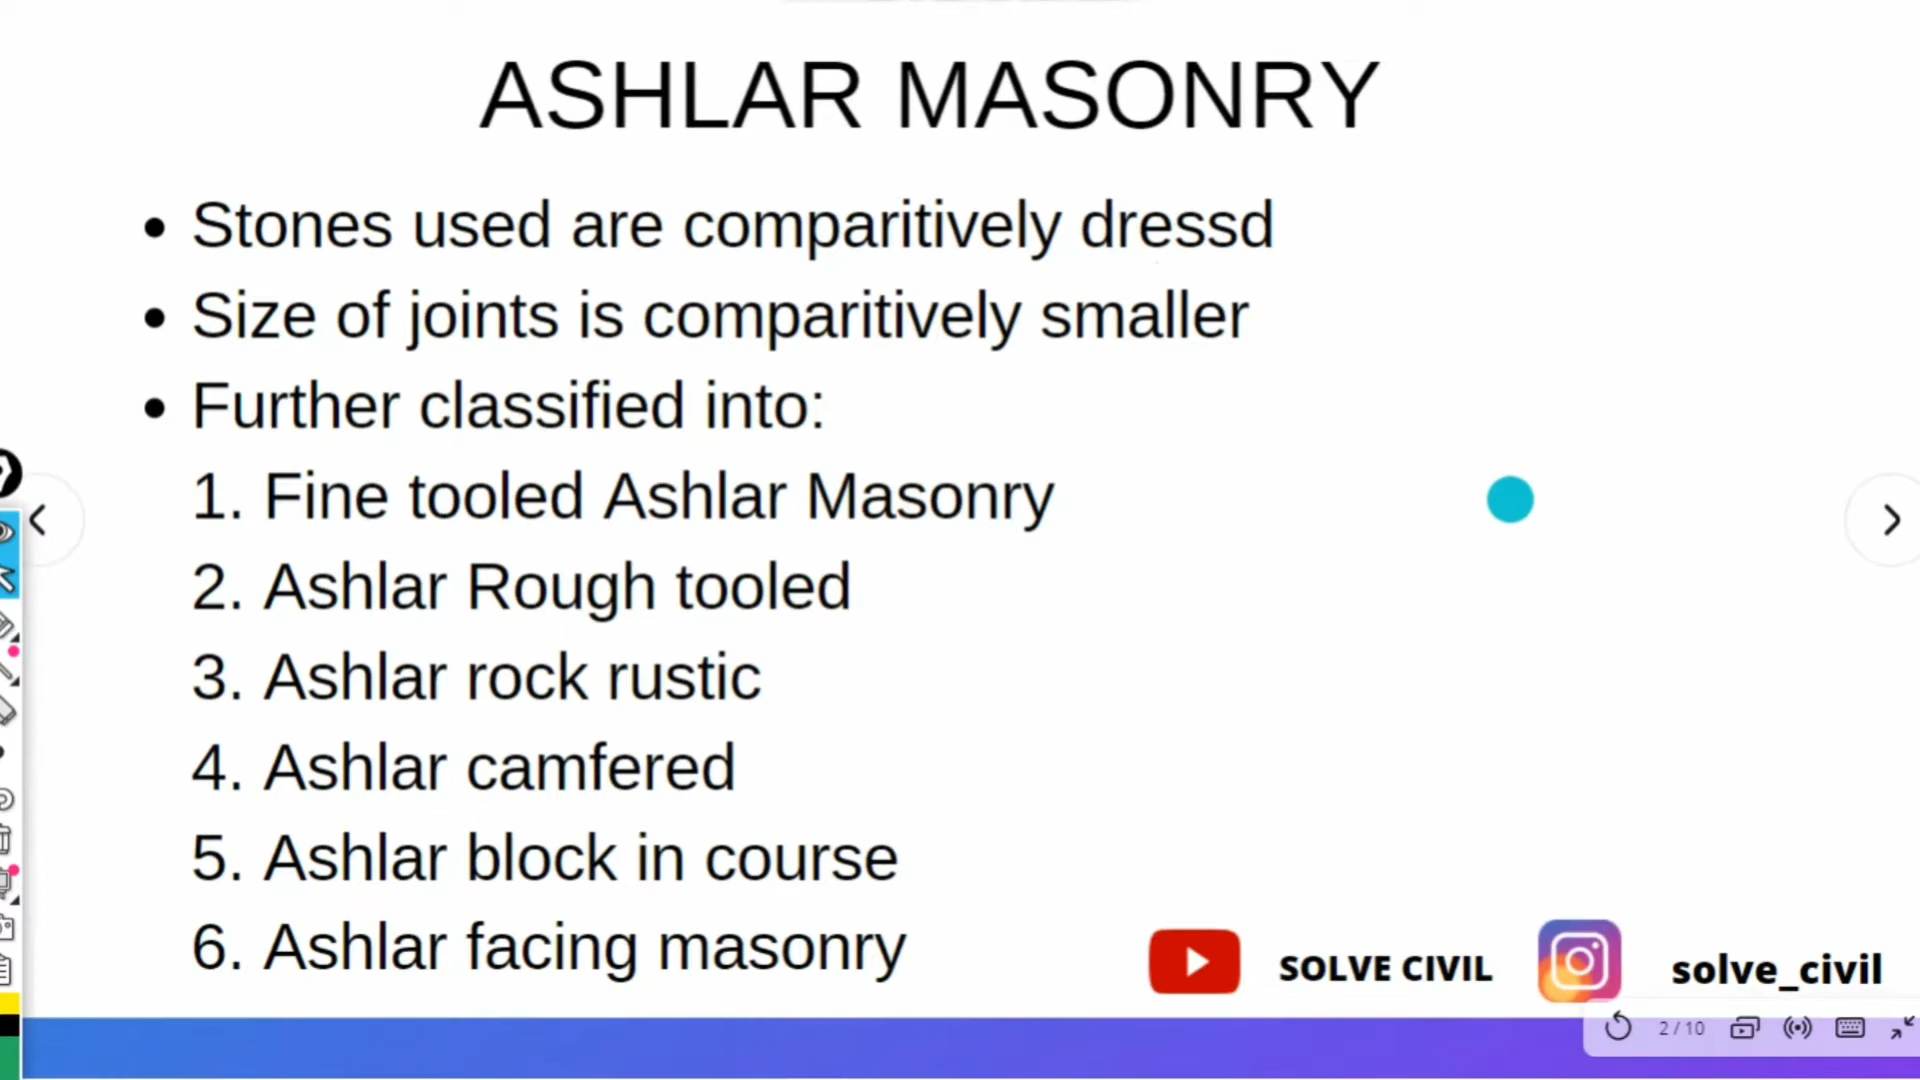 ASHLAR MASONRY
• Stones used are comparitively dressd
• Size of joints is comparitively smaller
• Further classified into:
1. Fine tooled Ashlar Masonry
2. Ashlar Rough tooled
3. Ashlar rock rustic
4. Ashlar camfered
5. Ashlar block in course
6. Ashlar facing masonry
SOLVE CIVIL
solve_civil
2 / 10